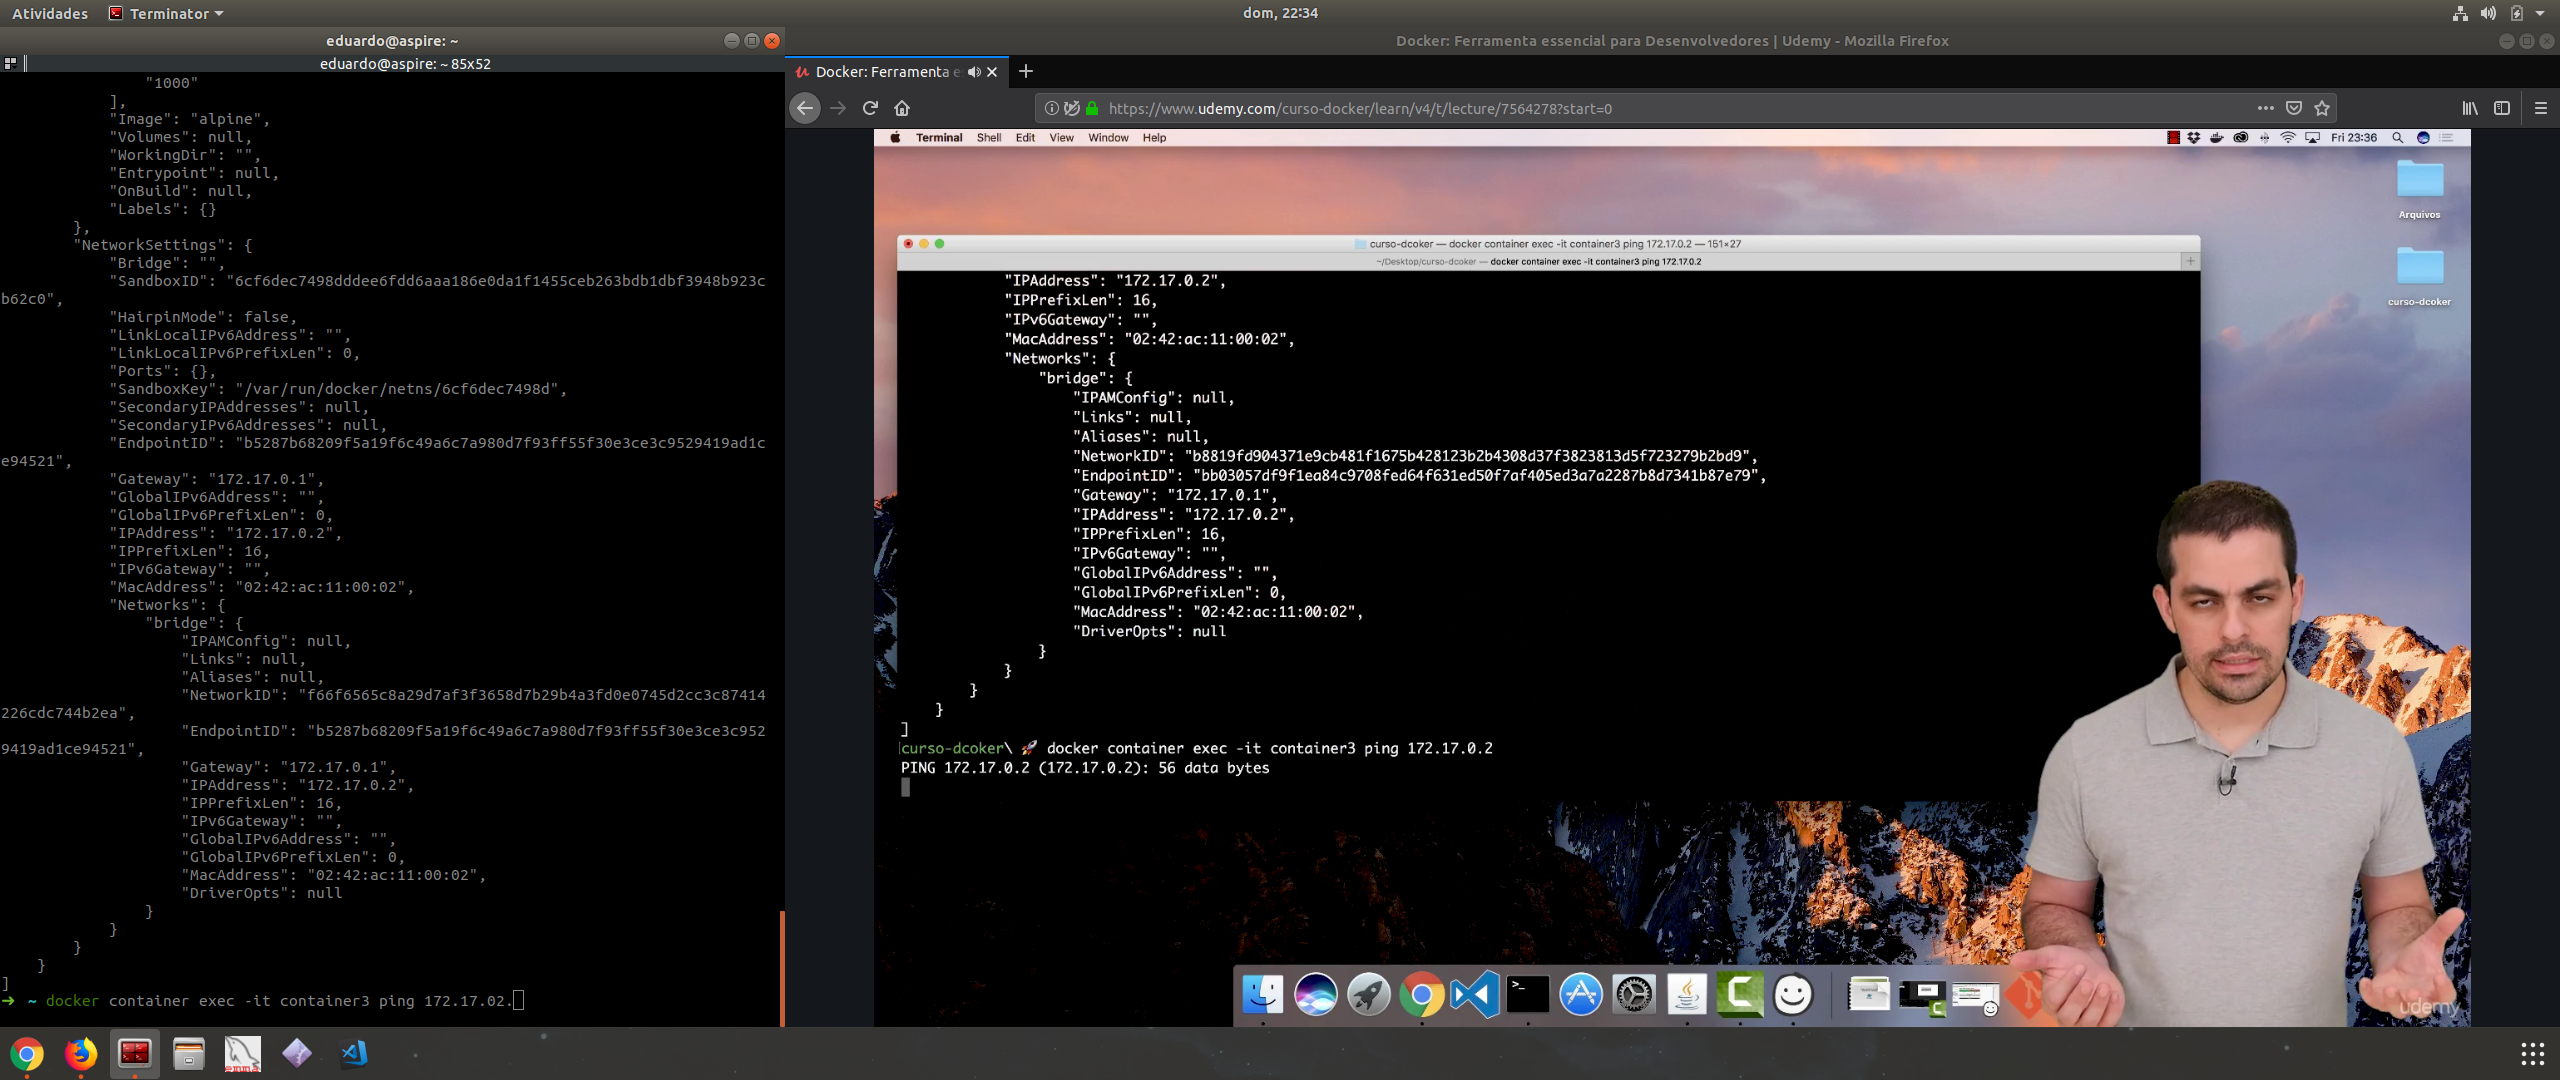 Atividades
Terminator
dom, 22:34
eduardo@aspire: ~
eduardo@aspire: ~ 85x52
"1000"
],
"Image": "alpine",
"Volumes": null,
"WorkingDir": "",
"Entrypoint": null,
"OnBuild": null,
"Labels": {}
},
"NetworkSettings": {
"Bridge": "",
"SandboxID": "6cf6dec7498dddee6fdd6aaa186e0da1f1455ceb263bdb1dbf3948b923c
b62c0",
"HairpinMode": false,
"LinkLocalIPv6Address": "",
"LinkLocalIPv6PrefixLen": 0,
"Ports": {},
"SandboxKey": "/var/run/docker/netns/6cf6dec7498d",
"SecondaryIPAddresses": null,
"SecondaryIPv6Addresses": null,
"EndpointID": "b5287b68209f5a19f6c49a6c7a980d7f93ff55f30e3ce3c9529419ad1c
e94521",
"Gateway": "172.17.0.1",
"GlobalIPv6Address": "",
"GlobalIPv6PrefixLen": 0,
"IPAddress": "172.17.0.2",
"IPPrefixLen": 16,
"IPv6Gateway": "",
"MacAddress": "02:42:ac:11:00:02",
"Networks": {
"bridge": {
"IPAMConfig": null,
"Links": null,
"Aliases": null,
"NetworkID": "f66f6565c8a29d7af3f3658d7b29b4a3fd0e0745d2cc3c87414
226cdc744b2ea",
"EndpointID": "b5287b68209f5a19f6c49a6c7a980d7f93ff55f30e3ce3c952
9419ad1ce94521",
"Gateway": "172.17.0.1",
"IPAddress": "172.17.0.2",
"IPPrefixLen": 16,
"IPv6Gateway": "",
"GlobalIPv6Address": "",
"GlobalIPv6PrefixLen": 0,
"MacAddress": "02:42:ac:11:00:02",
"DriverOpts": null
}
}
}
}
]
➜ ~ docker container exec -it container3 ping 172.17.02.
Docker: Ferramenta essencial para Desenvolvedores | Udemy - Mozilla Firefox
Docker: Ferramenta e
https://www.udemy.com/curso-docker/learn/v4/t/lecture/7564278?start=0
Terminal Shell Edit View Window Help
Fri 23:36
Arquivos
curso-dcoker
curso-dcoker — docker container exec -it container3 ping 172.17.0.2 — 151×27
~/Desktop/curso-dcoker — docker container exec -it container3 ping 172.17.0.2
"IPAddress": "172.17.0.2",
"IPPrefixLen": 16,
"IPv6Gateway": "",
"MacAddress": "02:42:ac:11:00:02",
"Networks": {
"bridge": {
"IPAMConfig": null,
"Links": null,
"Aliases": null,
"NetworkID": "b8819fd904371e9cb481f1675b428123b2b4308d37f3823813d5f723279b2bd9",
"EndpointID": "bb03057df9f1ea84c9708fed64f631ed50f7af405ed3a7a2287b8d7341b87e79",
"Gateway": "172.17.0.1",
"IPAddress": "172.17.0.2",
"IPPrefixLen": 16,
"IPv6Gateway": "",
"GlobalIPv6Address": "",
"GlobalIPv6PrefixLen": 0,
"MacAddress": "02:42:ac:11:00:02",
"DriverOpts": null
}
}
}
}
]
curso-dcoker\ 🚀 docker container exec -it container3 ping 172.17.0.2
PING 172.17.0.2 (172.17.0.2): 56 data bytes
udemy